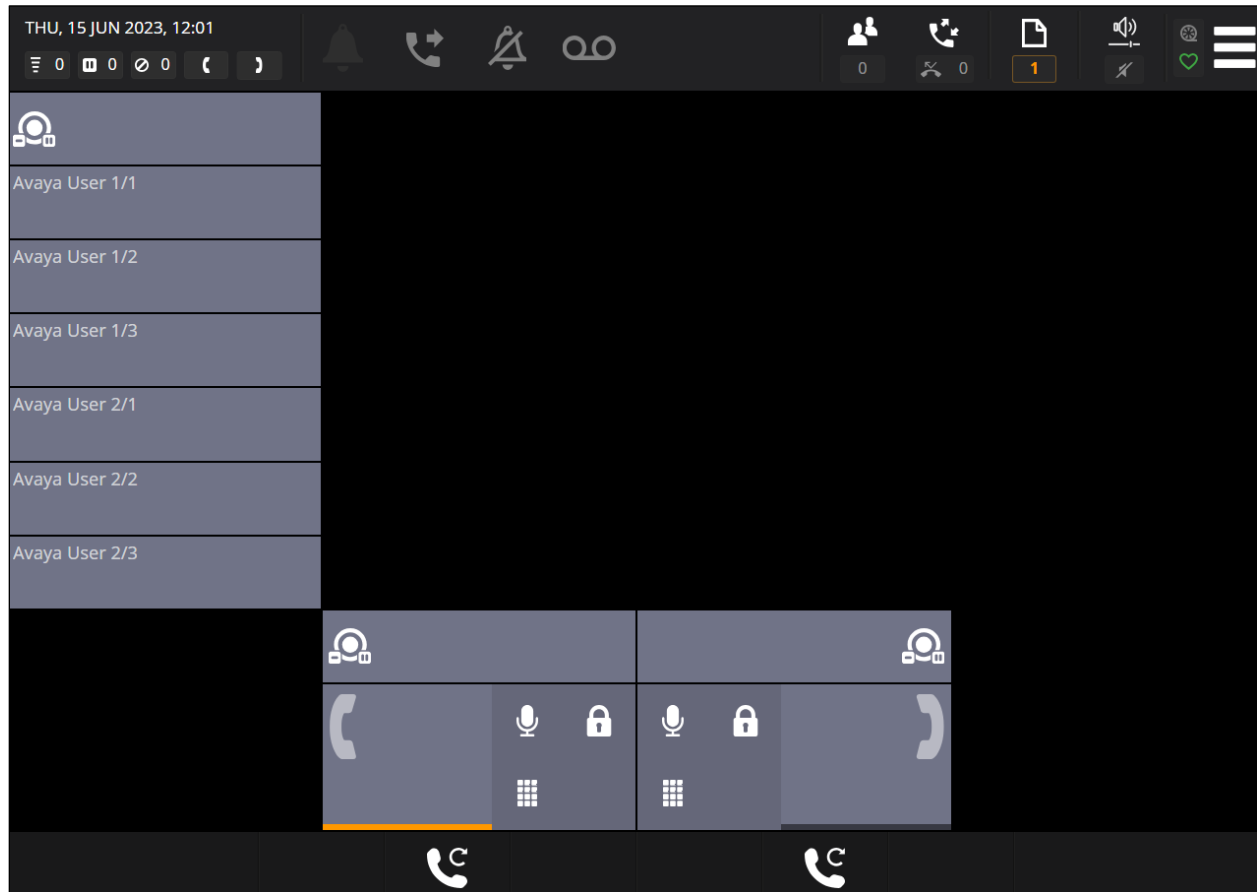 THU, 15 JUN 2023, 12:01
0 0 0
0 0 1
Avaya User 1/1
Avaya User 1/2
Avaya User 1/3
Avaya User 2/1
Avaya User 2/2
Avaya User 2/3